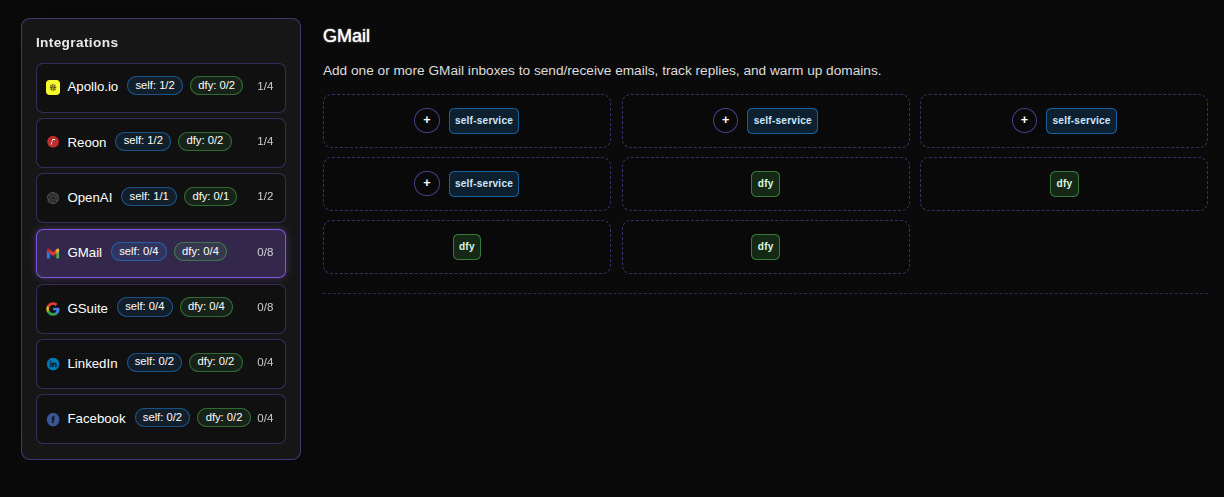 Integrations
Apollo.io self: 1/2 dfy: 0/2 1/4
Reoon self: 1/2 dfy: 0/2 1/4
OpenAI self: 1/1 dfy: 0/1 1/2
GMail self: 0/4 dfy: 0/4 0/8
GSuite self: 0/4 dfy: 0/4 0/8
LinkedIn self: 0/2 dfy: 0/2 0/4
Facebook self: 0/2 dfy: 0/2 0/4
GMail
Add one or more GMail inboxes to send/receive emails, track replies, and warm up domains.
+ self-service + self-service + self-service
+ self-service dfy dfy
dfy dfy